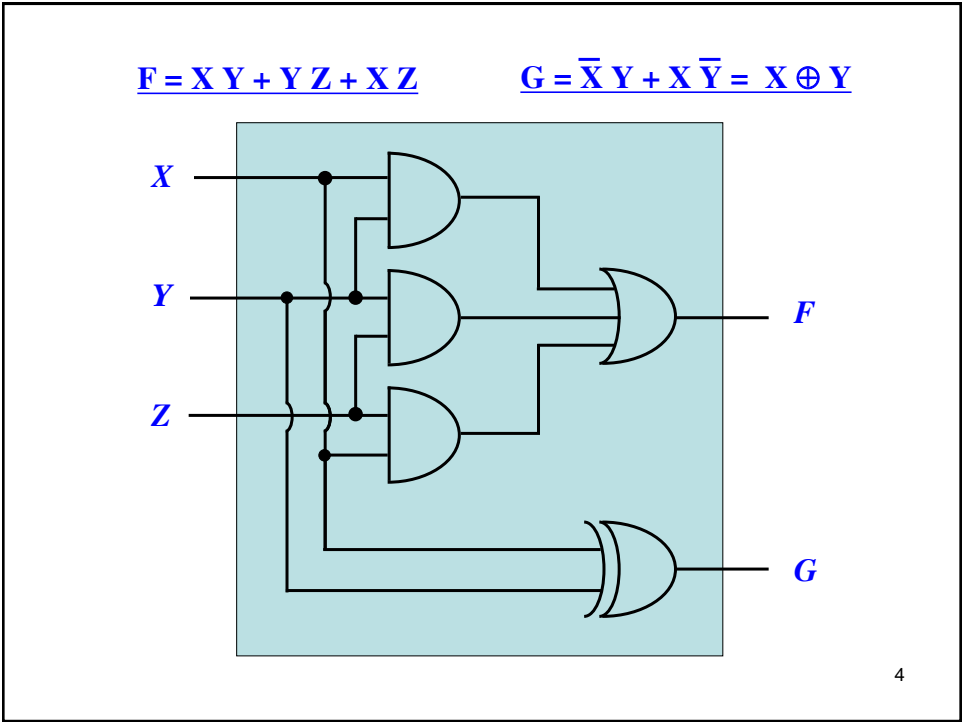 F = X Y + Y Z + X Z
G = X̅ Y + X Y̅ = X ⊕ Y
X
Y
F
Z
G
4